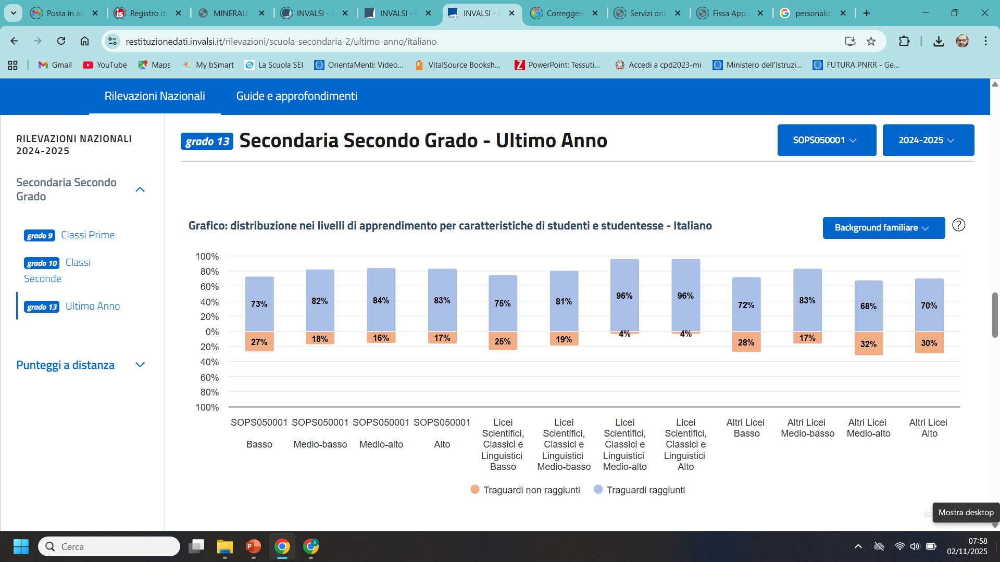 Posta in ar
Registro di
MINERALI
INVALSI - R
INVALSI - R
INVALSI - R
Correggere
Servizi onli
Fissa Appu
personaliz
restituzionedati.invalsi.it/rilevazioni/scuola-secondaria-2/ultimo-anno/italiano
Gmail
YouTube
Maps
My bSmart
La Scuola SEI
OrientaMenti: Video...
VitalSource Booksh...
PowerPoint: Tessuti...
Accedi a cpd2023-mi
Ministero dell'Istruzi...
FUTURA PNRR - Ge...
Rilevazioni Nazionali
Guide e approfondimenti
RILEVAZIONI NAZIONALI
2024-2025
Secondaria Secondo
Grado
grado 9 Classi Prime
grado 10 Classi
Seconde
grado 13 Ultimo Anno
Punteggi a distanza
grado 13 Secondaria Secondo Grado - Ultimo Anno
SOPS050001
2024-2025
Grafico: distribuzione nei livelli di apprendimento per caratteristiche di studenti e studentesse - Italiano
Background familiare
?
100%
80%
60%
40%
20%
0%
20%
40%
60%
80%
100%
73% 82% 84% 83% 75% 81% 96% 96% 72% 83% 68% 70%
27% 18% 16% 17% 25% 19% 4% 4% 28% 17% 32% 30%
SOPS050001
Basso
SOPS050001
Medio-basso
SOPS050001
Medio-alto
SOPS050001
Alto
Licei
Scientifici,
Classici e
Linguistici
Basso
Licei
Scientifici,
Classici e
Linguistici
Medio-basso
Licei
Scientifici,
Classici e
Linguistici
Medio-alto
Licei
Scientifici,
Classici e
Linguistici
Alto
Altri Licei
Basso
Altri Licei
Medio-basso
Altri Licei
Medio-alto
Altri Licei
Alto
Traguardi non raggiunti
Traguardi raggiunti
Mostra desktop
Cerca
07:58
02/11/2025